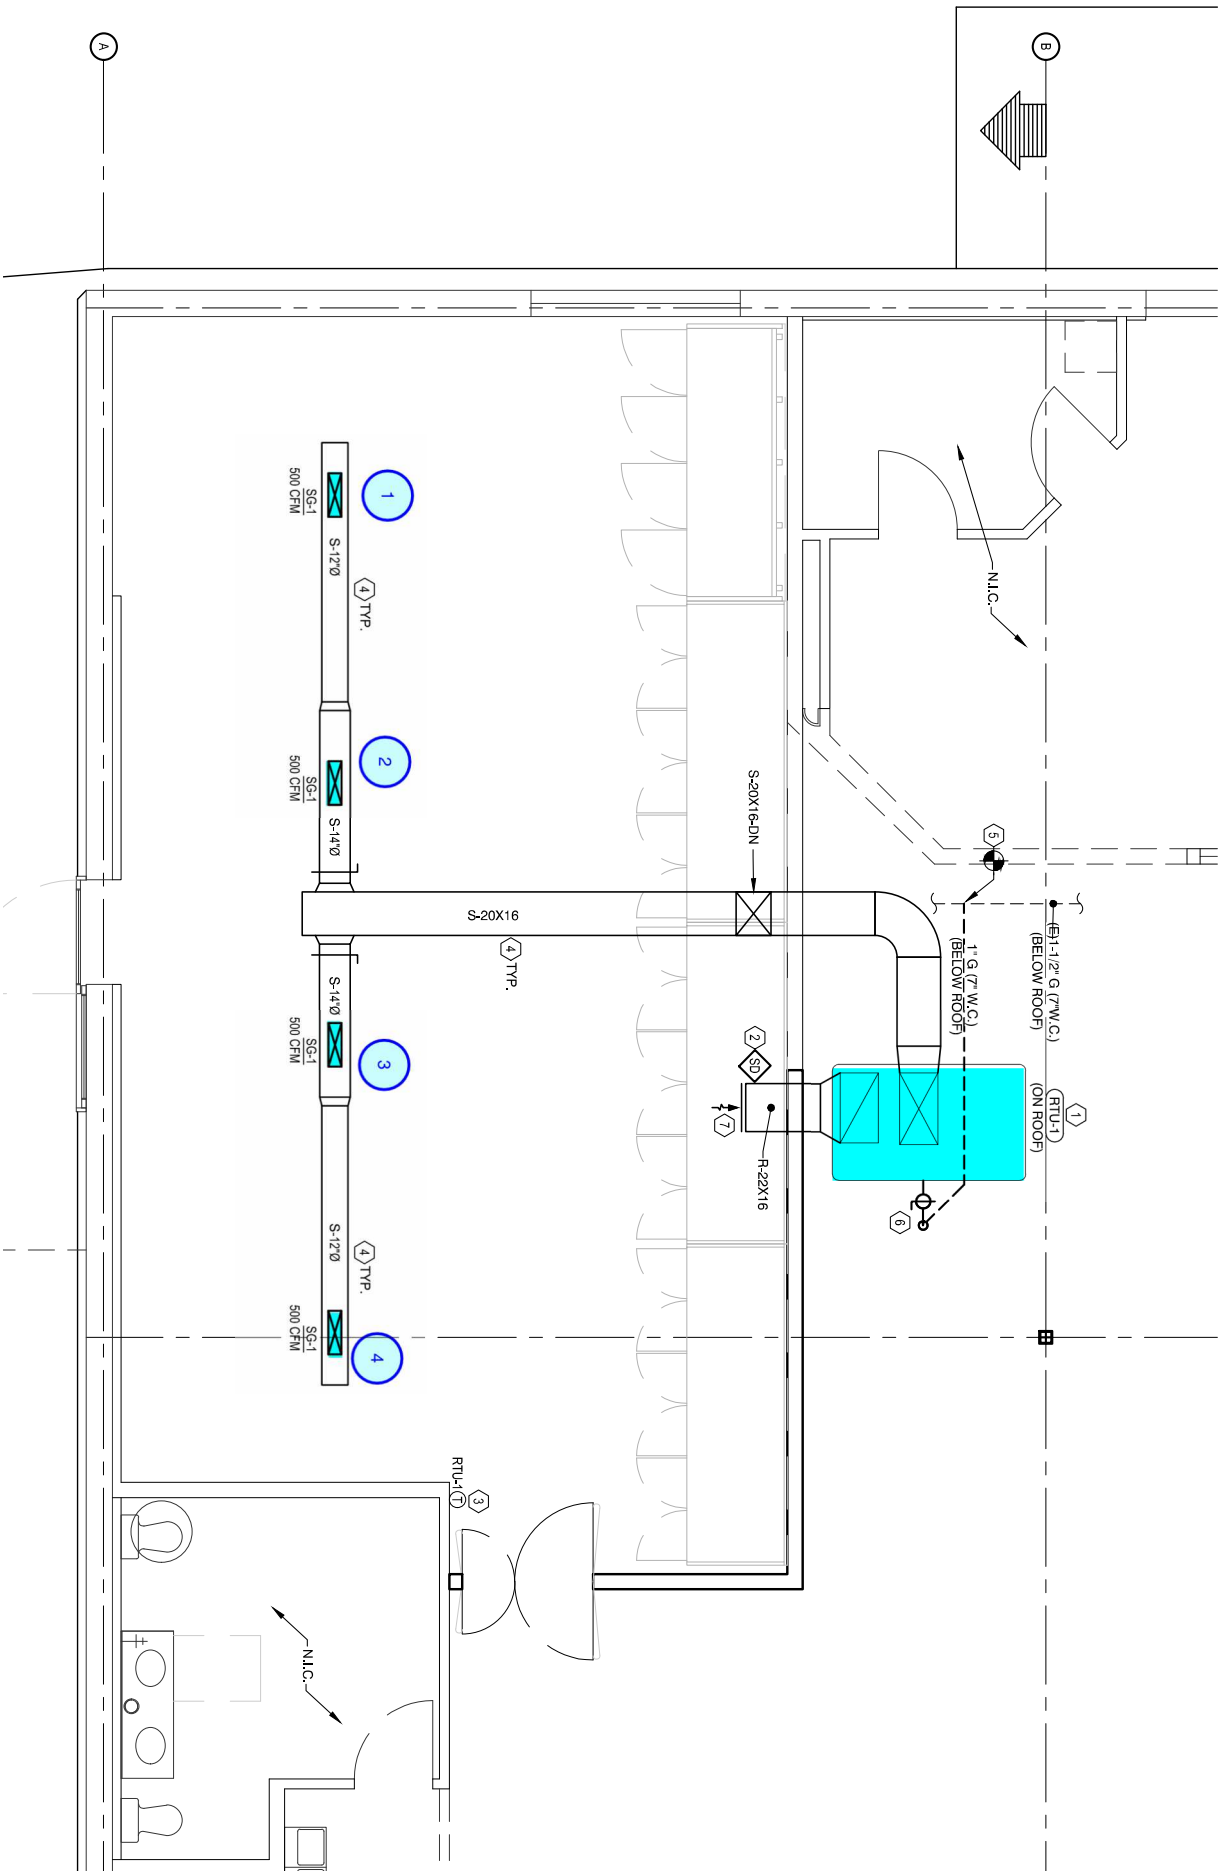 A
B
1
SG-1
500 CFM
S-12"Ø
4 TYP.
2
SG-1
500 CFM
S-14"Ø
S-20X16
4 TYP.
S-20X16-DN
N.I.C.
5
1" G (7" W.C.)
(BELOW ROOF)
(E)1-1/2" G (7"W.C.)
(BELOW ROOF)
S-14"Ø
3
SG-1
500 CFM
2
SD
7
R-22X16
1
RTU-1
(ON ROOF)
6
S-12"Ø
4 TYP.
4
SG-1
500 CFM
3
RTU-1 T
N.I.C.